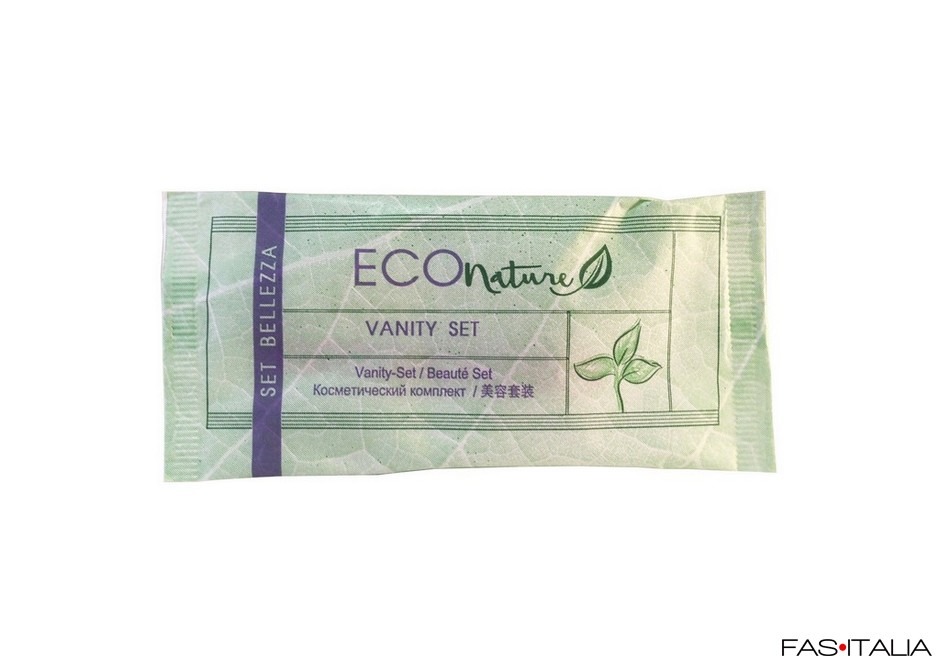 SET BELLEZZA
ECOnature
VANITY SET
Vanity-Set / Beauté Set
Косметический комплект / 美容套装
FAS•ITALIA